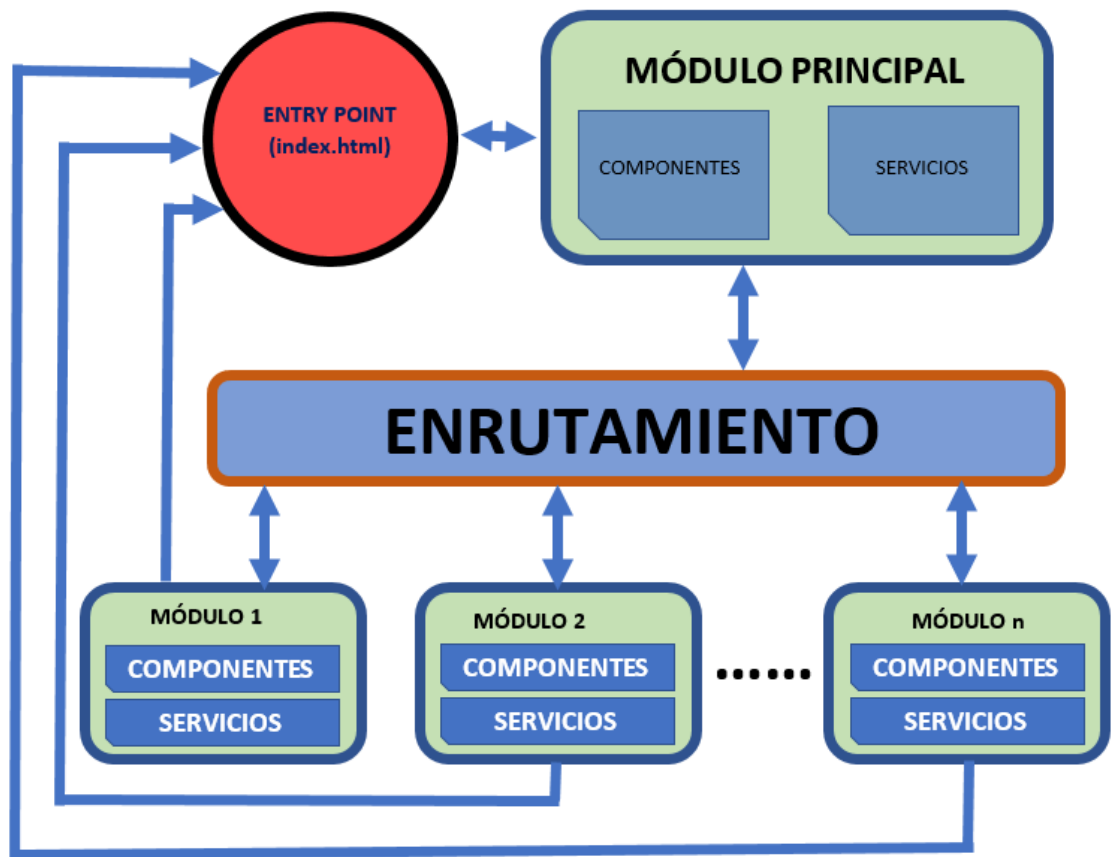 ENTRY POINT
(index.html)
MÓDULO PRINCIPAL
COMPONENTES
SERVICIOS
ENRUTAMIENTO
MÓDULO 1
COMPONENTES
SERVICIOS
MÓDULO 2
COMPONENTES
SERVICIOS
......
MÓDULO n
COMPONENTES
SERVICIOS